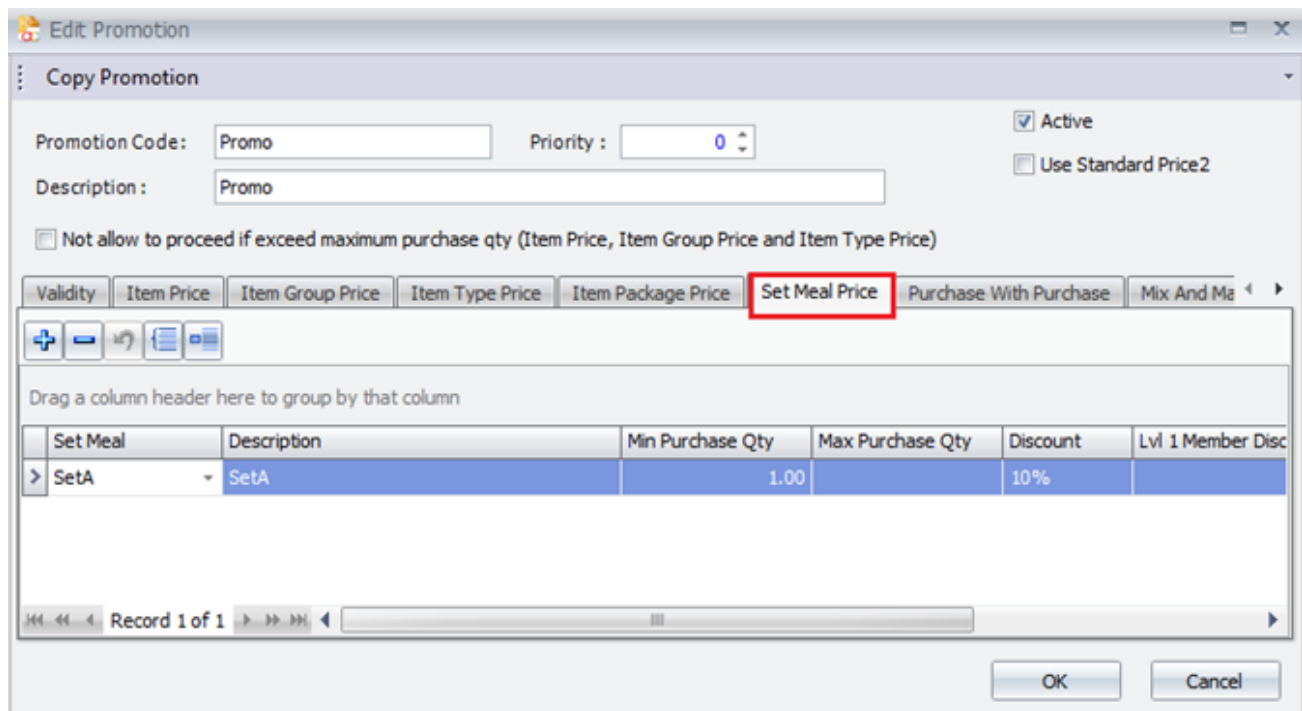 Edit Promotion
Copy Promotion
Promotion Code: Promo Priority : 0 Active
Use Standard Price2
Description : Promo
Not allow to proceed if exceed maximum purchase qty (Item Price, Item Group Price and Item Type Price)
Validity Item Price Item Group Price Item Type Price Item Package Price Set Meal Price Purchase With Purchase Mix And Ma
Drag a column header here to group by that column
Set Meal Description Min Purchase Qty Max Purchase Qty Discount Lvl 1 Member Disc
SetA SetA 1.00 10%
Record 1 of 1
OK Cancel